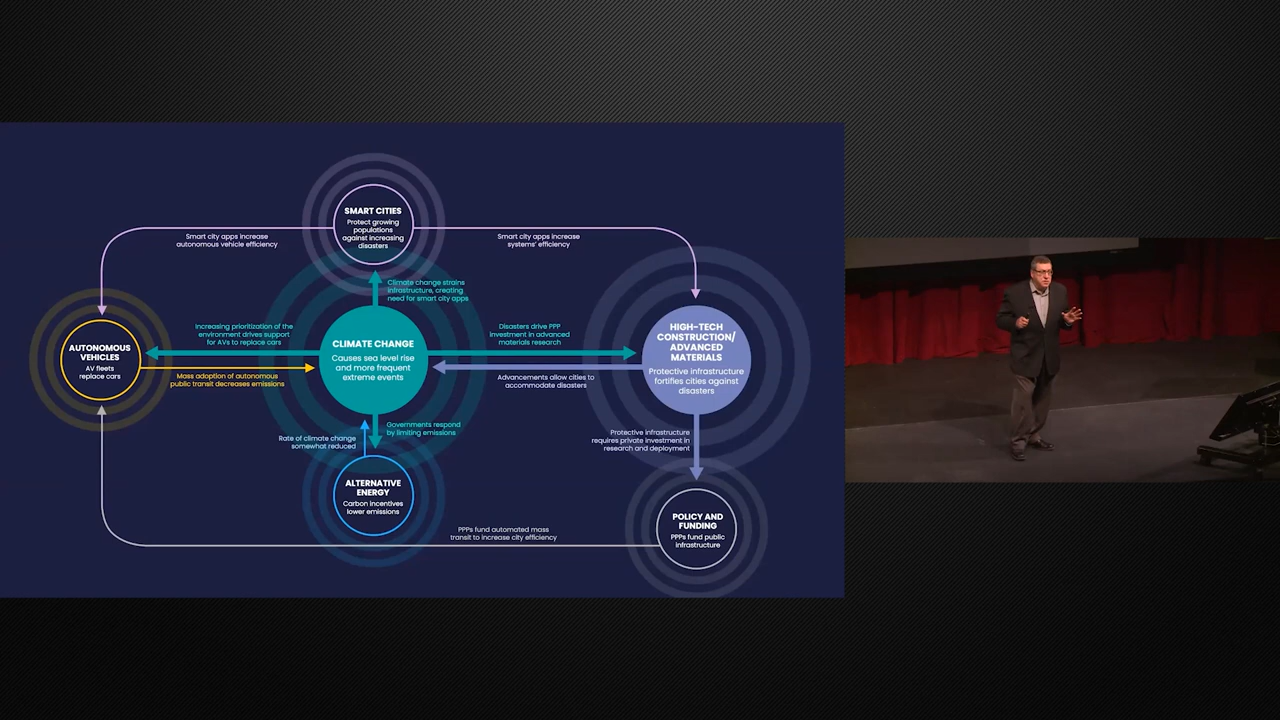 SMART CITIES
Protect growing
populations
against increasing
disasters
Smart city apps increase
autonomous vehicle efficiency
Smart city apps increase
systems' efficiency
Climate change strains
infrastructure, creating
need for smart city apps
AUTONOMOUS
VEHICLES
AV fleets
replace cars
Increasing prioritization of the
environment drives support
for AVs to replace cars
Mass adoption of autonomous
public transit decreases emissions
CLIMATE CHANGE
Causes sea level rise
and more frequent
extreme events
Disasters drive PPP
investment in advanced
materials research
Advancements allow cities to
accommodate disasters
HIGH-TECH
CONSTRUCTION/
ADVANCED
MATERIALS
Protective infrastructure
fortifies cities against
disasters
Rate of climate change
somewhat reduced
Governments respond
by limiting emissions
Protective infrastructure
requires private investment in
research and deployment
ALTERNATIVE
ENERGY
Carbon incentives
lower emissions
PPPs fund automated mass
transit to increase city efficiency
POLICY AND
FUNDING
PPPs fund public
infrastructure